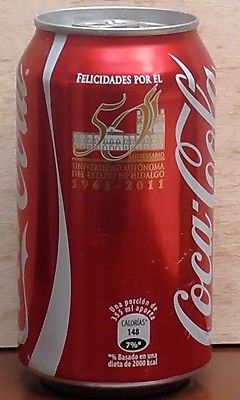 FELICIDADES POR EL
50
ANIVERSARIO
UNIVERSIDAD AUTÓNOMA
DEL ESTADO DE HIDALGO
1961-2011
Coca-Cola
Una porción de
355 ml aporta
CALORÍAS*
148
7%*
*% Basado en una
dieta de 2000 kcal